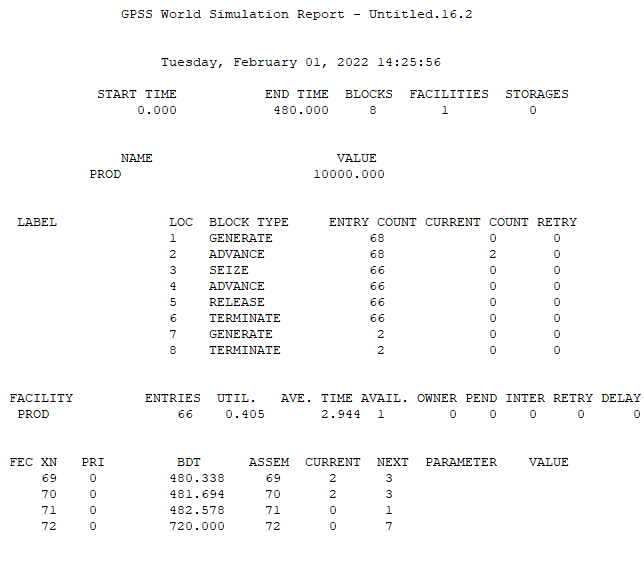 GPSS World Simulation Report - Untitled.16.2
Tuesday, February 01, 2022 14:25:56
START TIME END TIME BLOCKS FACILITIES STORAGES
0.000 480.000 8 1 0
NAME VALUE
PROD 10000.000
LABEL LOC BLOCK TYPE ENTRY COUNT CURRENT COUNT RETRY
1 GENERATE 68 0 0
2 ADVANCE 68 2 0
3 SEIZE 66 0 0
4 ADVANCE 66 0 0
5 RELEASE 66 0 0
6 TERMINATE 66 0 0
7 GENERATE 2 0 0
8 TERMINATE 2 0 0
FACILITY ENTRIES UTIL. AVE. TIME AVAIL. OWNER PEND INTER RETRY DELAY
PROD 66 0.405 2.944 1 0 0 0 0 0
FEC XN PRI BDT ASSEM CURRENT NEXT PARAMETER VALUE
69 0 480.338 69 2 3
70 0 481.694 70 2 3
71 0 482.578 71 0 1
72 0 720.000 72 0 7